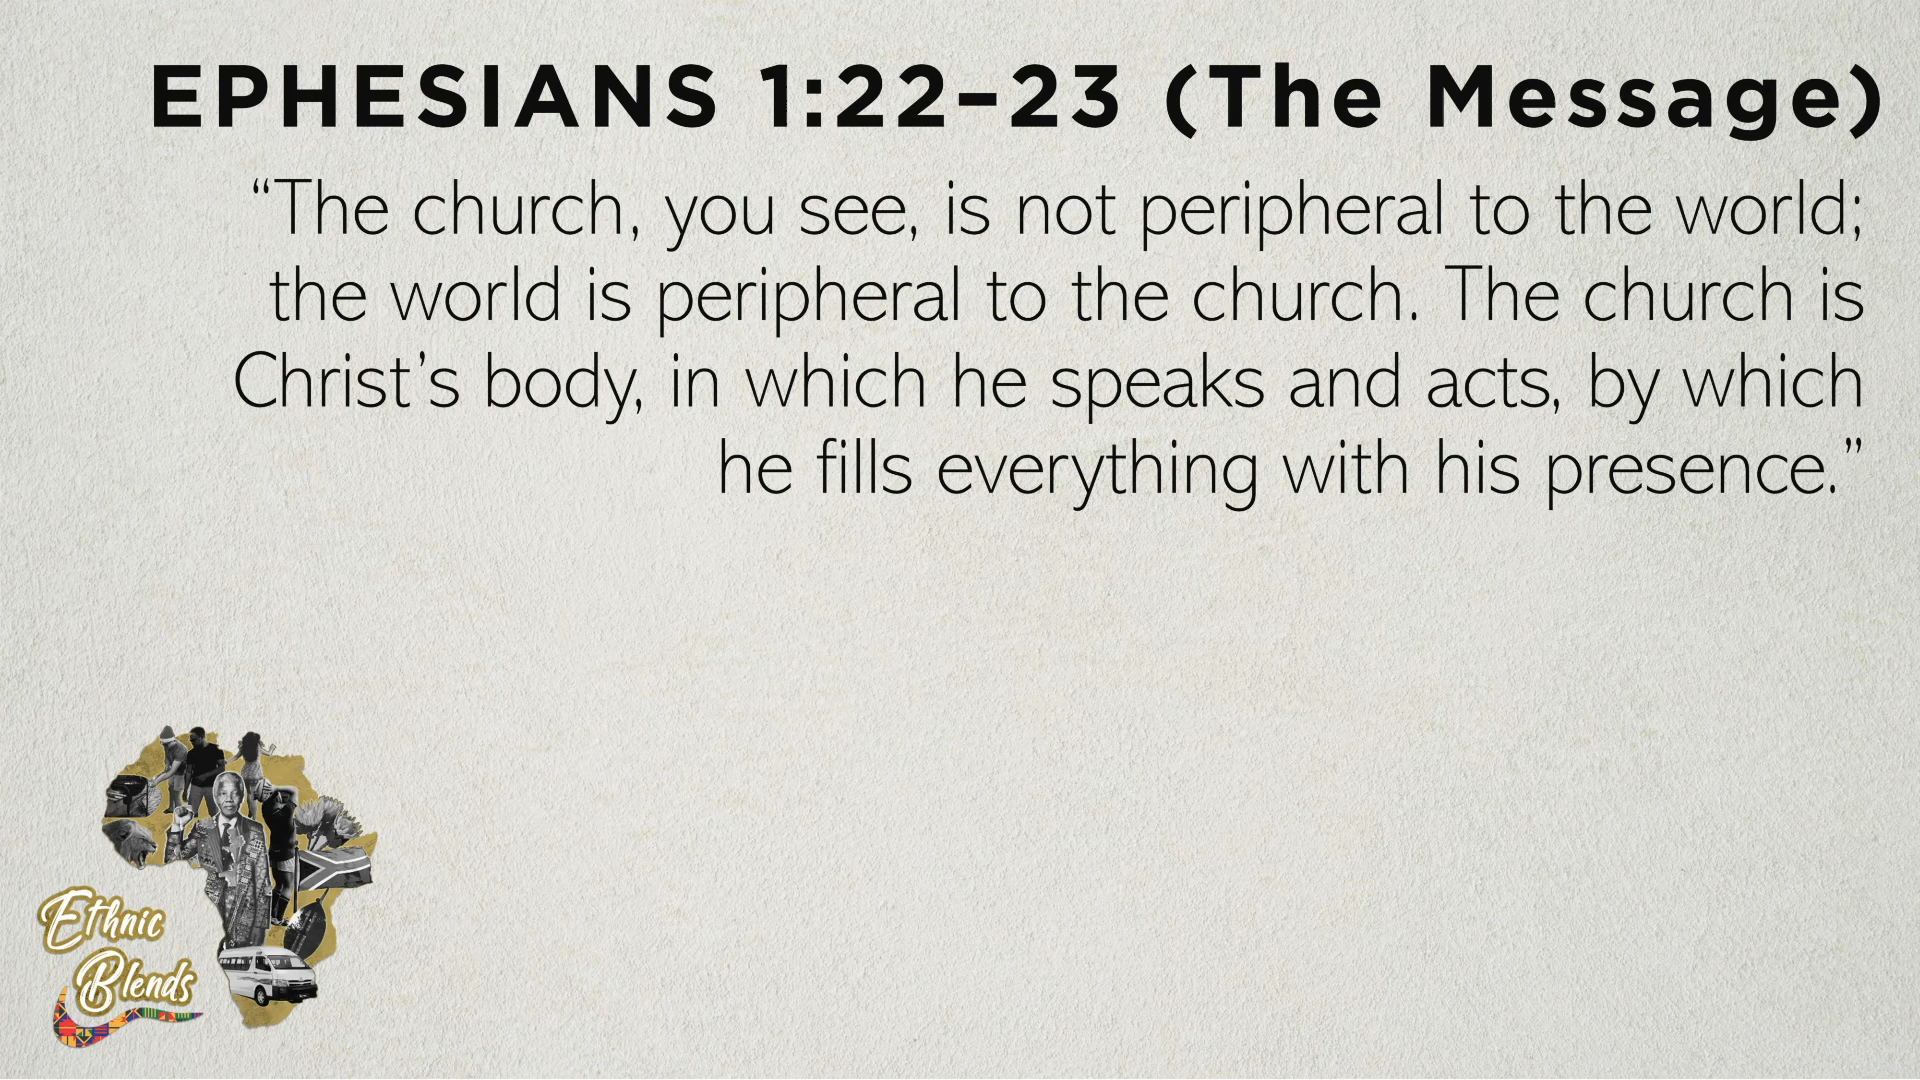 EPHESIANS 1:22–23 (The Message)
“The church, you see, is not peripheral to the world;
the world is peripheral to the church. The church is
Christ’s body, in which he speaks and acts, by which
he fills everything with his presence.”
Ethnic
Blends